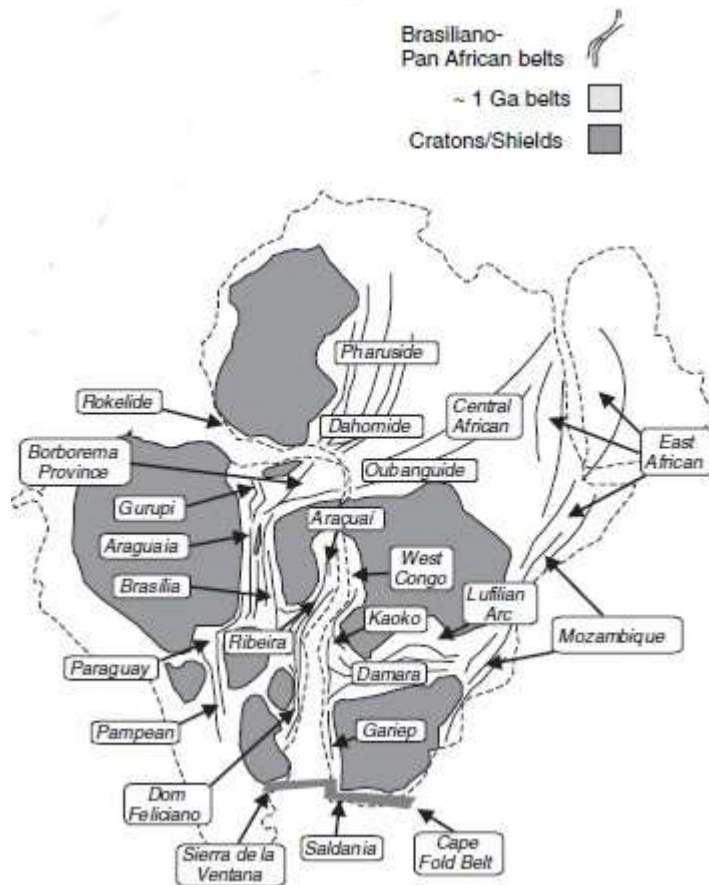 Brasiliano-
Pan African belts
~ 1 Ga belts
Cratons/Shields
Pharuside
Rokelide
Dahomide
Central
African
Borborema
Province
East
African
Oubanguide
Gurupi
Araçuaí
Araguaia
West
Congo
Brasília
Lufilian
Arc
Kaoko
Ribeira
Mozambique
Paraguay
Damara
Pampean
Gariep
Dom
Feliciano
Sierra de la
Ventana
Saldania
Cape
Fold Belt